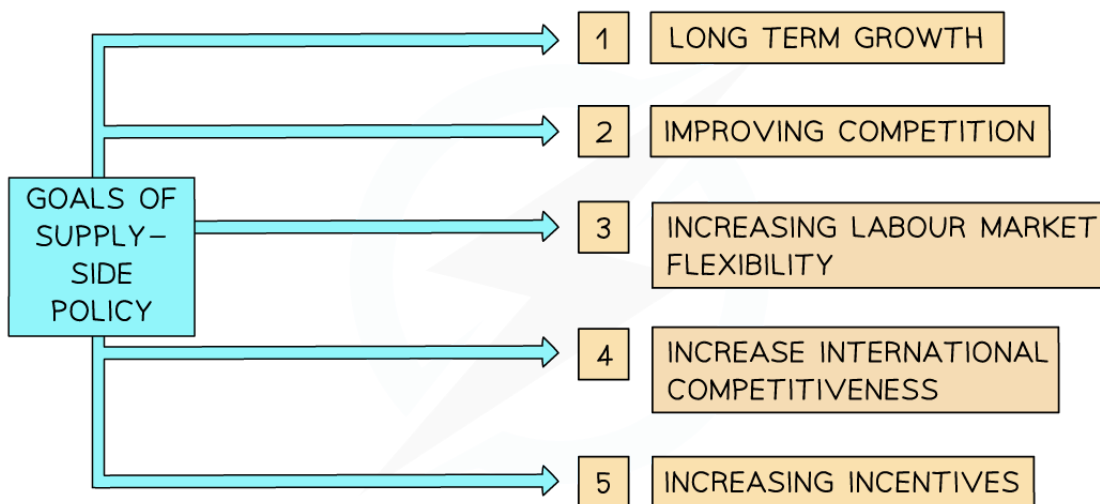 GOALS OF
SUPPLY-
SIDE
POLICY
1 LONG TERM GROWTH
2 IMPROVING COMPETITION
3 INCREASING LABOUR MARKET
FLEXIBILITY
4 INCREASE INTERNATIONAL
COMPETITIVENESS
5 INCREASING INCENTIVES